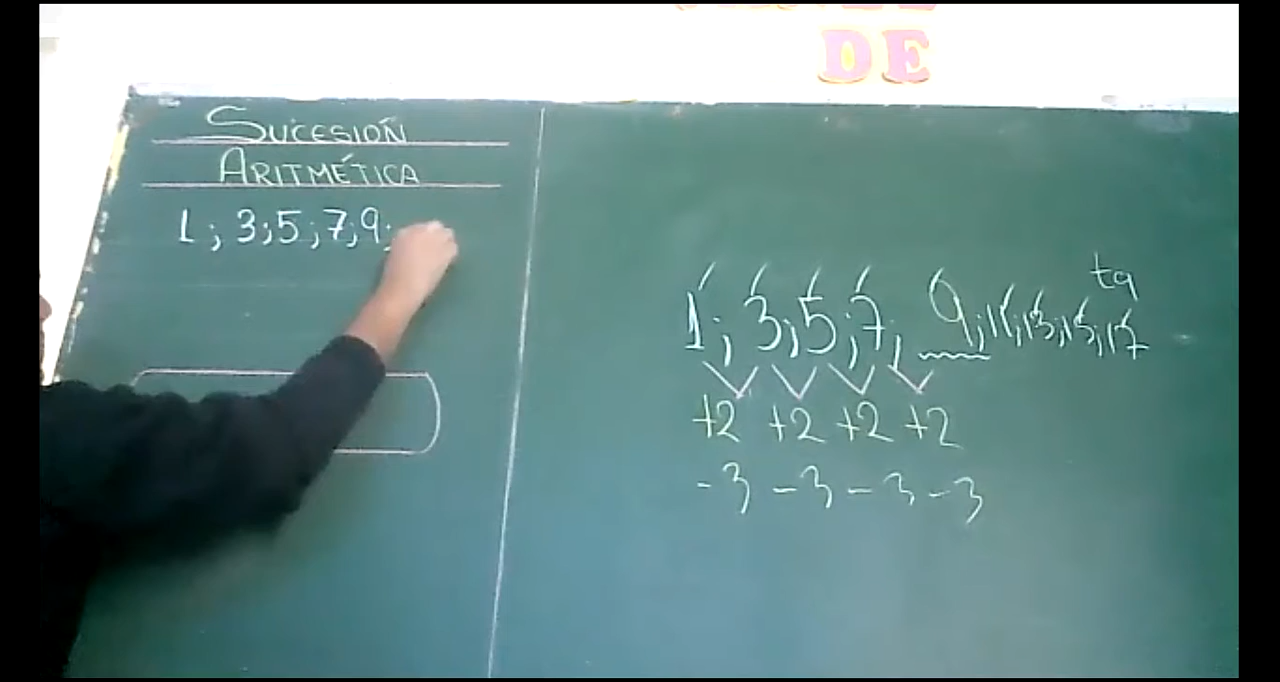 DE
SUCESIÓN
ARITMÉTICA
1 ; 3 ; 5 ; 7 ; 9 ;
t9
1 ; 3 ; 5 ; 7 ; 9 ; 11 ; 13 ; 15 ; 17
+2 +2 +2 +2
-3 -3 -3 -3